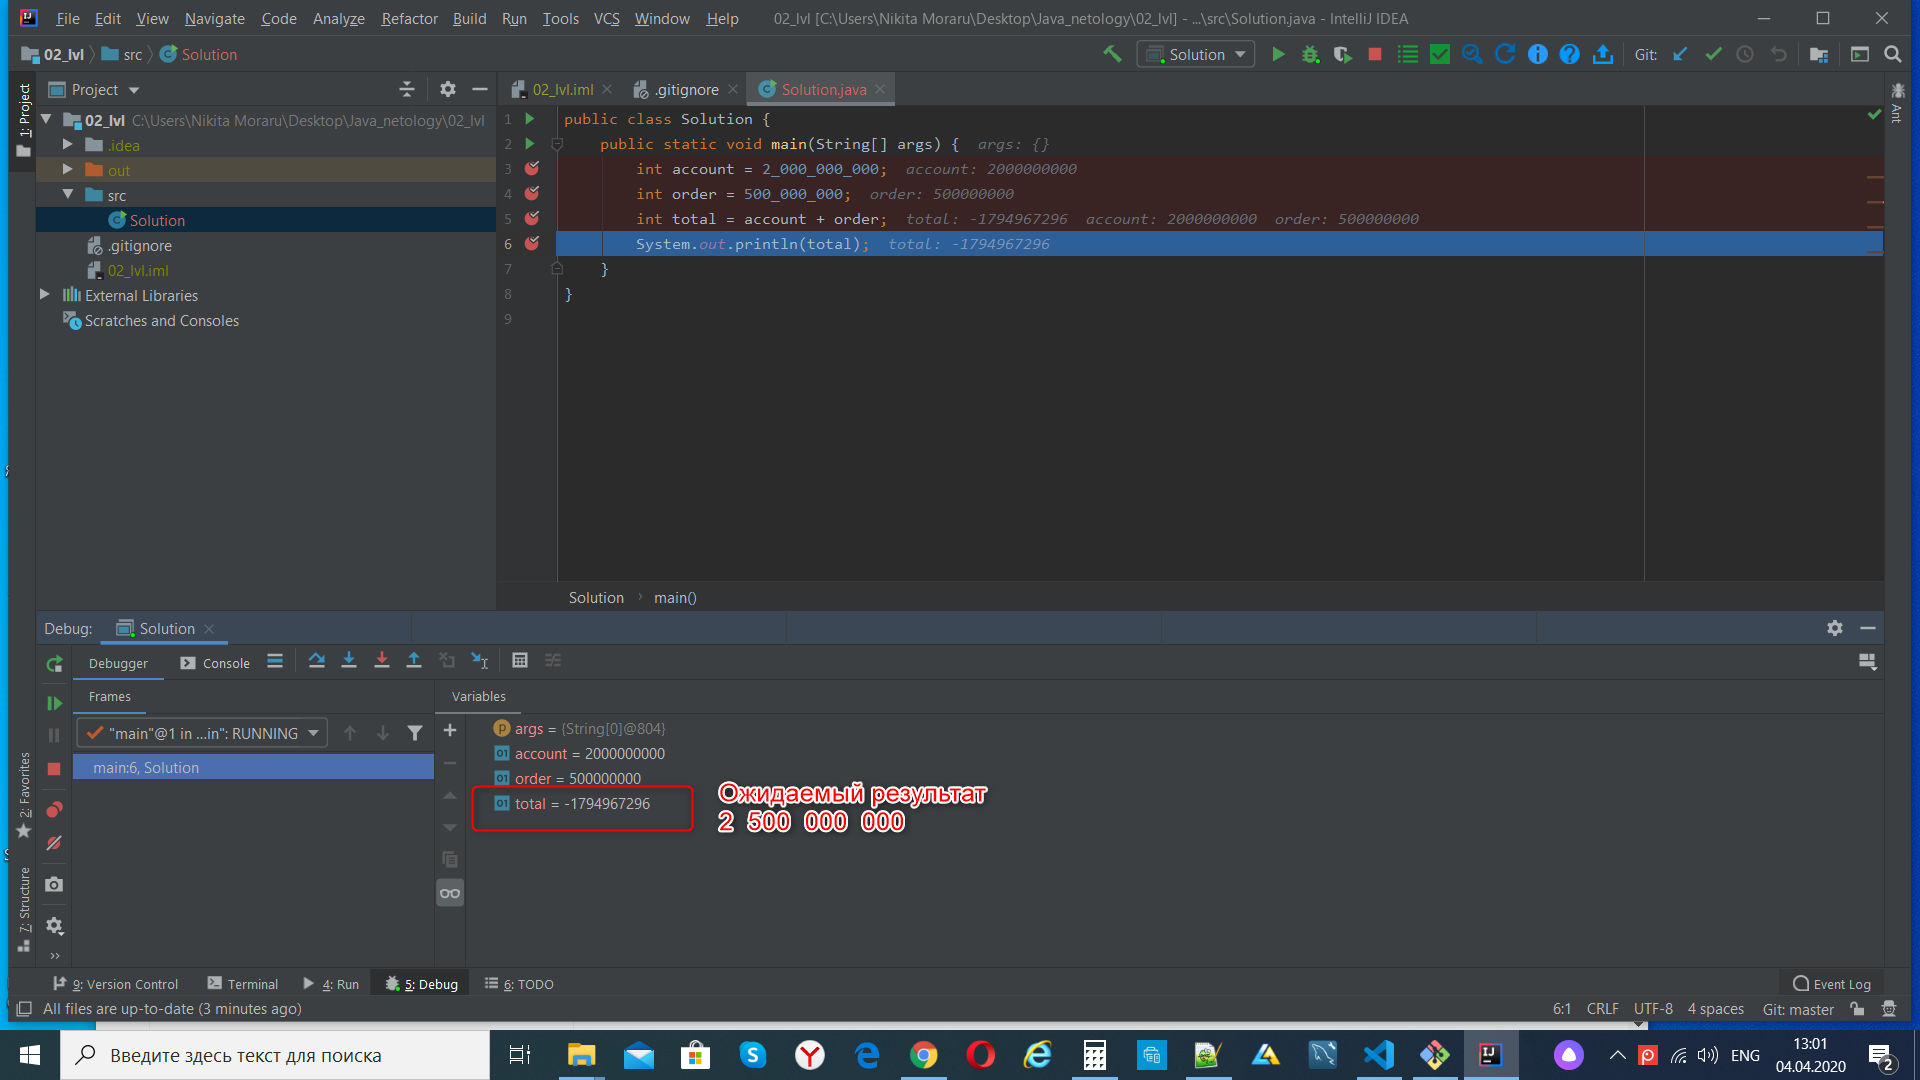 File Edit View Navigate Code Analyze Refactor Build Run Tools VCS Window Help 02_lvl [C:\Users\Nikita Moraru\Desktop\Java_netology\02_lvl] - ...\src\Solution.java - IntelliJ IDEA
02_lvl src Solution Solution Git:
Project 02_lvl.iml .gitignore Solution.java
1: Project
Ant
02_lvl C:\Users\Nikita Moraru\Desktop\Java_netology\02_lvl
.idea
out
src
Solution
.gitignore
02_lvl.iml
External Libraries
Scratches and Consoles
1 public class Solution {
2 public static void main(String[] args) { args: {}
3 int account = 2_000_000_000; account: 2000000000
4 int order = 500_000_000; order: 500000000
5 int total = account + order; total: -1794967296 account: 2000000000 order: 500000000
6 System.out.println(total); total: -1794967296
7 }
8 }
9
Solution › main()
Debug: Solution
Debugger Console
Frames Variables
"main"@1 in ...in": RUNNING
main:6, Solution
args = {String[0]@804}
account = 2000000000
order = 500000000
total = -1794967296
Ожидаемый результат
2 500 000 000
2: Favorites
7: Structure
9: Version Control Terminal 4: Run 5: Debug 6: TODO Event Log
All files are up-to-date (3 minutes ago) 6:1 CRLF UTF-8 4 spaces Git: master
Введите здесь текст для поиска ENG 13:01
04.04.2020 2